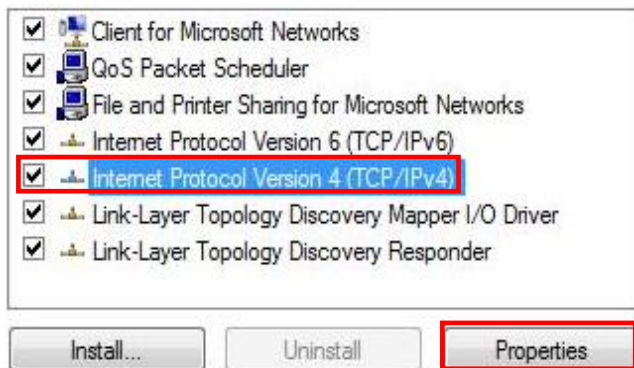 Client for Microsoft Networks
QoS Packet Scheduler
File and Printer Sharing for Microsoft Networks
Internet Protocol Version 6 (TCP/IPv6)
Internet Protocol Version 4 (TCP/IPv4)
Link-Layer Topology Discovery Mapper I/O Driver
Link-Layer Topology Discovery Responder
Install... Uninstall Properties